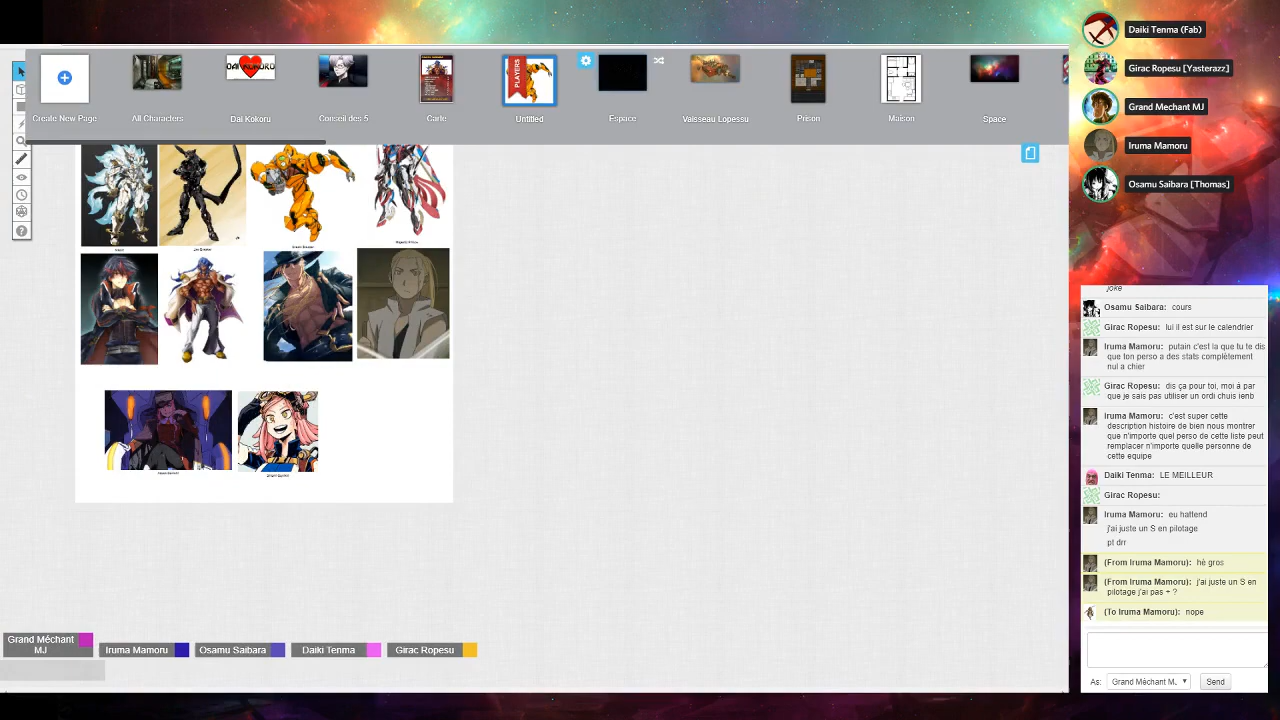 Create New Page
All Characters
DAI KOKORO
Dai Kokoru
Conseil des 5
Carte
PLAYERS
Untitled
Espace
Vaisseau Lopessu
Prison
Maison
Space
Daiki Tenma (Fab)
Girac Ropesu [Yasterazz]
Grand Mechant MJ
Iruma Mamoru
Osamu Saibara [Thomas]
joke
Osamu Saibara: cours
Girac Ropesu: lui il est sur le calendrier
Iruma Mamoru: putain c'est la que tu te dis
que ton perso a des stats complètement
nul a chier
Girac Ropesu: dis ça pour toi, moi à par
que je sais pas utiliser un ordi chuis ienb
Iruma Mamoru: c'est super cette
description histoire de bien nous montrer
que n'importe quel perso de cette liste peut
remplacer n'importe quelle personne de
cette equipe
Daiki Tenma: LE MEILLEUR
Girac Ropesu:
Iruma Mamoru: eu hattend
j'ai juste un S en pilotage
pt drr
(From Iruma Mamoru): hè gros
(From Iruma Mamoru): j'ai juste un S en
pilotage j'ai pas + ?
(To Iruma Mamoru): nope
As: Grand Méchant M. Send
Grand Méchant
MJ
Iruma Mamoru
Osamu Saibara
Daiki Tenma
Girac Ropesu